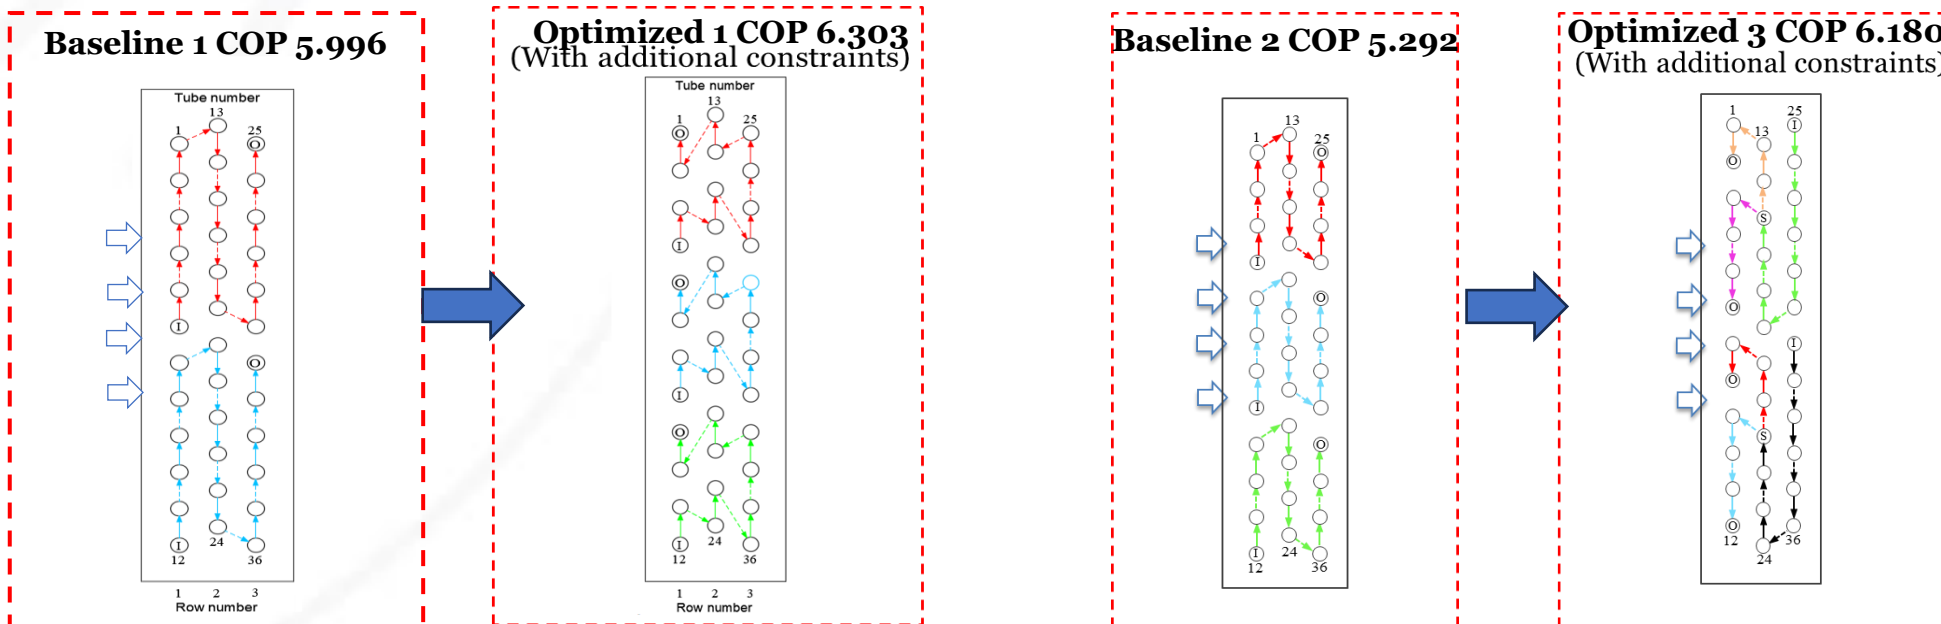 Baseline 1 COP 5.996
Tube number
13
1
25
O
I
O
I
12
24
36
1 2 3
Row number
Optimized 1 COP 6.303
(With additional constraints)
Tube number
13
1
25
O
I
O
I
O
I
12
24
36
1 2 3
Row number
Baseline 2 COP 5.292
13
1
25
O
I
O
I
O
I
12
24
36
Optimized 3 COP 6.180
(With additional constraints)
1
25
13
I
O
S
O
I
O
S
O
12
36
24